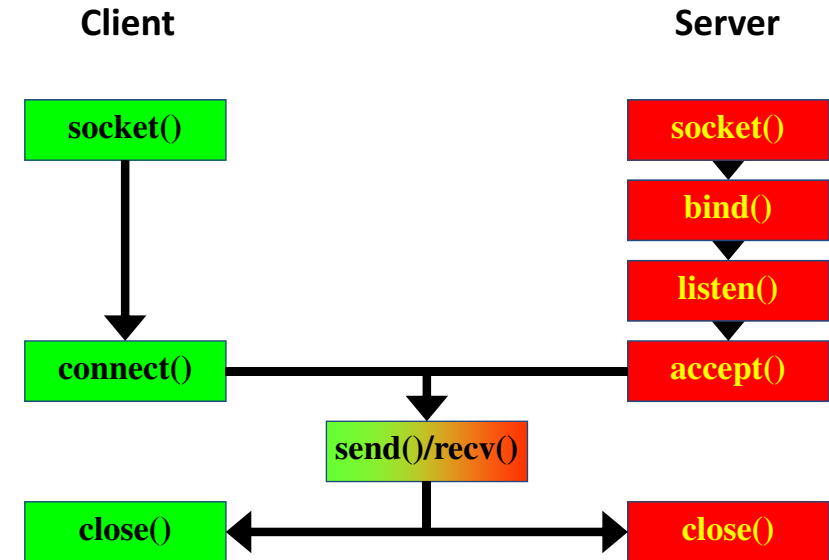 Client
Server
socket()
socket()
bind()
listen()
connect()
accept()
send()/recv()
close()
close()